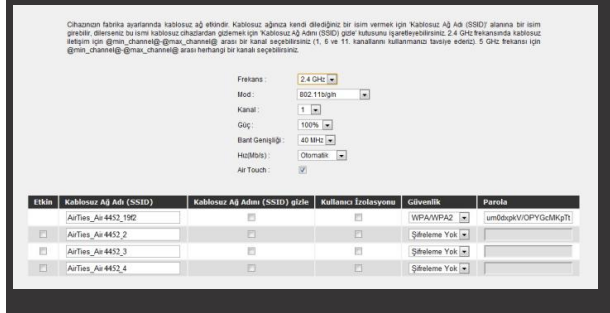 Cihazınızın fabrika ayarlarında kablosuz ağ etkindir. Kablosuz ağınıza kendi dilediğiniz bir isim vermek için 'Kablosuz Ağ Adı (SSID)' alanına bir isim
girebilir, dilerseniz bu ismi kablosuz cihazlardan gizlemek için 'Kablosuz Ağ Adını (SSID) gizle' kutusunu işaretleyebilirsiniz. 2.4 GHz frekansında kablosuz
iletişim için @min_channel@-@max_channel@ arası bir kanal seçebilirsiniz (1, 6 ve 11. kanallarını kullanmanızı tavsiye ederiz). 5 GHz frekansı için
@min_channel@-@max_channel@ arası herhangi bir kanalı seçebilirsiniz.
Frekans : 2.4 GHz
Mod : 802.11b/g/n
Kanal : 1
Güç : 100%
Bant Genişliği : 40 MHz
Hız(Mb/s) : Otomatik
Air Touch :
Etkin Kablosuz Ağ Adı (SSID) Kablosuz Ağ Adını (SSID) gizle Kullanıcı İzolasyonu Güvenlik Parola
AirTies_Air4452_19f2 WPA/WPA2 um0dxpkV/OPYGcMKpTt
AirTies_Air4452_2 Şifreleme Yok
AirTies_Air4452_3 Şifreleme Yok
AirTies_Air4452_4 Şifreleme Yok